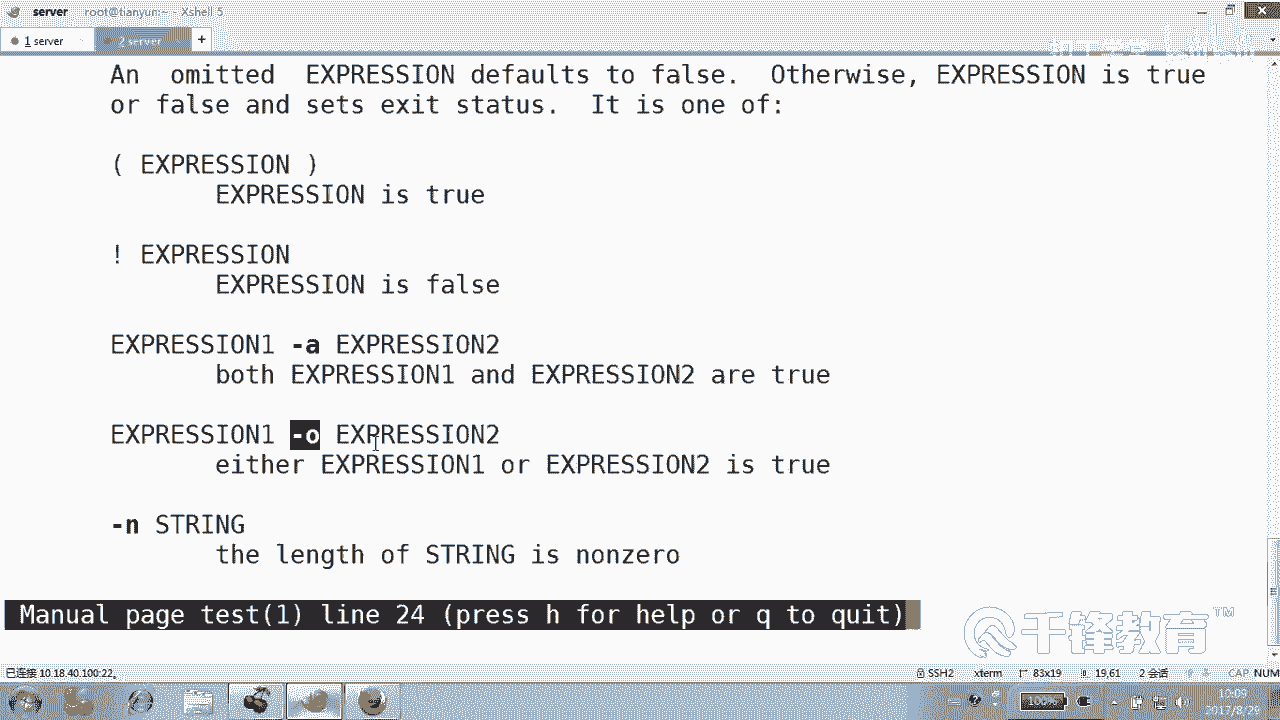 server root@tianyun:~ - Xshell 5
1 server 2 server +
An omitted EXPRESSION defaults to false. Otherwise, EXPRESSION is true
or false and sets exit status. It is one of:
( EXPRESSION )
EXPRESSION is true
! EXPRESSION
EXPRESSION is false
EXPRESSION1 -a EXPRESSION2
both EXPRESSION1 and EXPRESSION2 are true
EXPRESSION1 -o EXPRESSION2
either EXPRESSION1 or EXPRESSION2 is true
-n STRING
the length of STRING is nonzero
Manual page test(1) line 24 (press h for help or q to quit)
千锋教育™
已连接 10.18.40.100:22。 SSH2 xterm 83x19 19,61 2 会话 CAP NUM
100% 10:09
2017/8/29